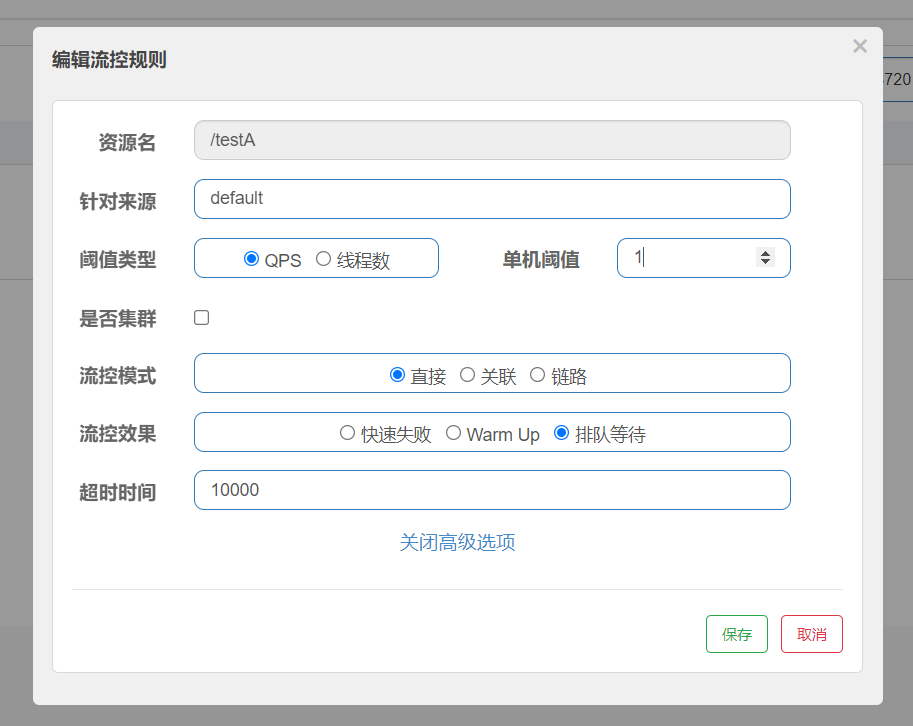 编辑流控规则
×
720
资源名 /testA
针对来源 default
阈值类型 QPS 线程数 单机阈值 1
是否集群
流控模式 直接 关联 链路
流控效果 快速失败 Warm Up 排队等待
超时时间 10000
关闭高级选项
保存 取消